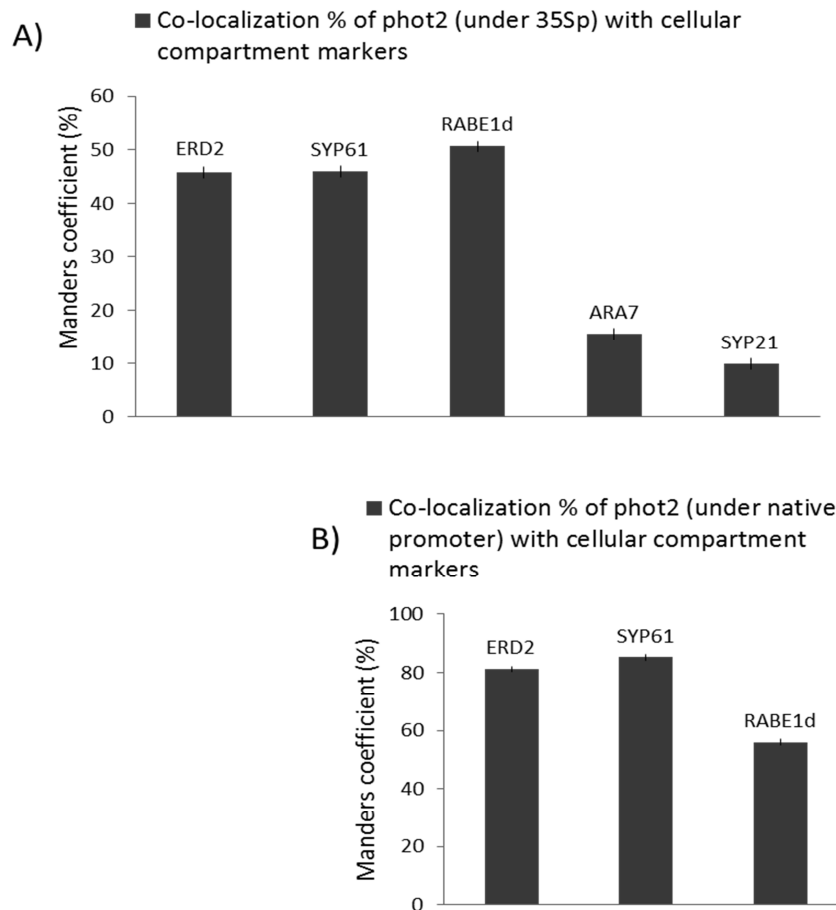 A)
Co-localization % of phot2 (under 35Sp) with cellular
compartment markers
Manders coefficient (%)
60
50
40
30
20
10
0
ERD2
SYP61
RABE1d
ARA7
SYP21
B)
Co-localization % of phot2 (under native
promoter) with cellular compartment
markers
Manders coefficient (%)
100
80
60
40
20
0
ERD2
SYP61
RABE1d